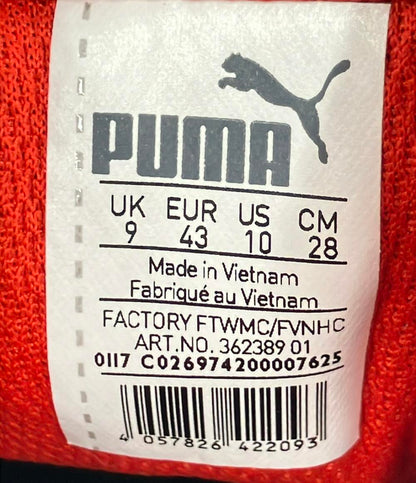 PUMA
UK EUR US CM
9 43 10 28
Made in Vietnam
Fabriqué au Vietnam
FACTORY FTWMC/FVNHC
ART.NO. 362389 01
0117 C026974200007625
4 057826 422093